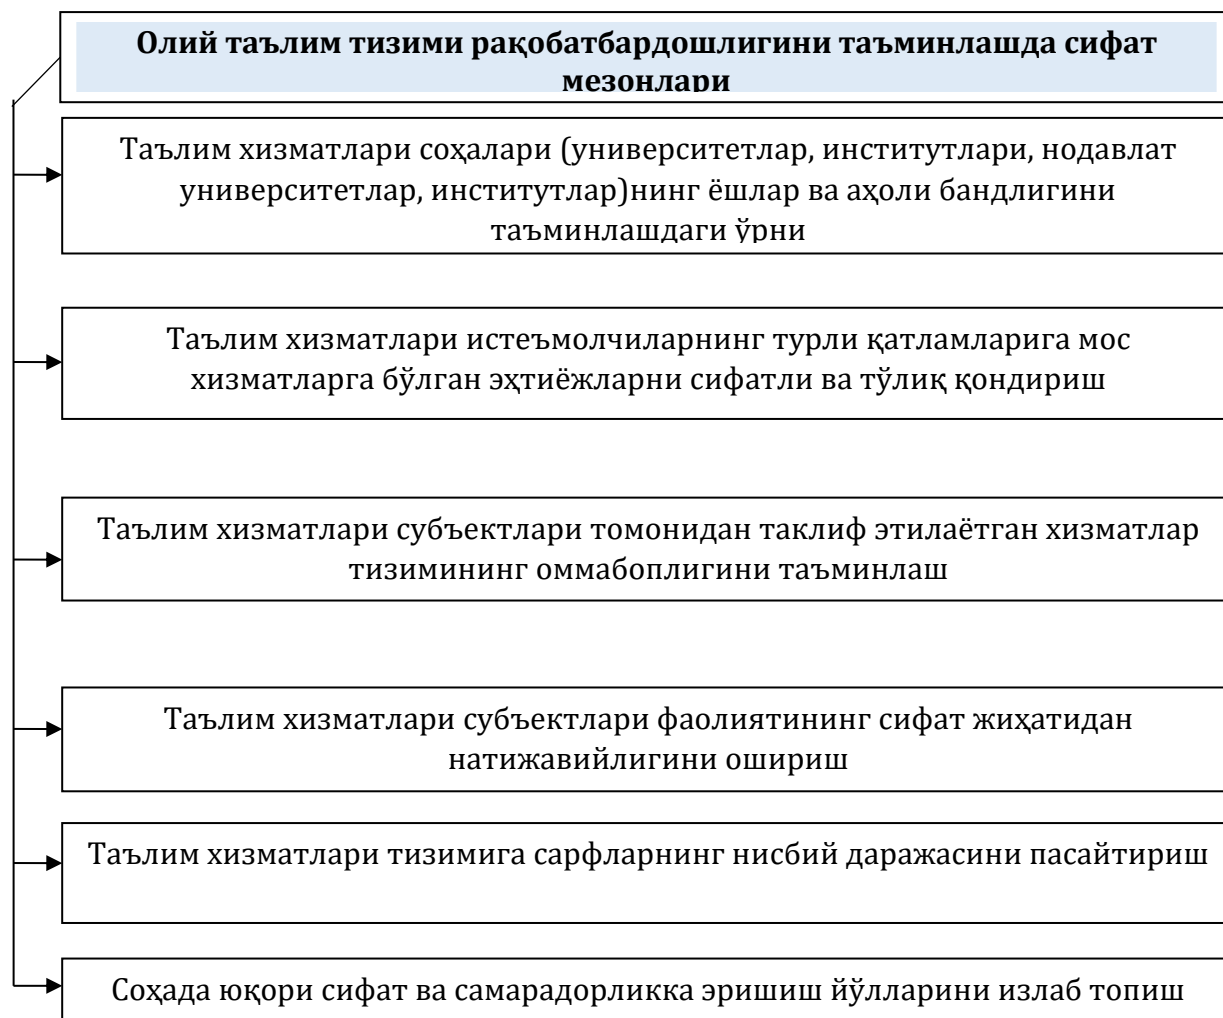 Олий таълим тизими рақобатбардошлигини таъминлашда сифат
мезонлари
Таълим хизматлари соҳалари (университетлар, институтлари, нодавлат
университетлар, институтлар)нинг ёшлар ва аҳоли бандлигини
таъминлашдаги ўрни
Таълим хизматлари истеъмолчиларнинг турли қатламларига мос
хизматларга бўлган эҳтиёжларни сифатли ва тўлиқ қондириш
Таълим хизматлари субъектлари томонидан таклиф этилаётган хизматлар
тизимининг оммабоплигини таъминлаш
Таълим хизматлари субъектлари фаолиятининг сифат жиҳатидан
натижавийлигини ошириш
Таълим хизматлари тизимига сарфларнинг нисбий даражасини пасайтириш
Соҳада юқори сифат ва самарадорликка эришиш йўлларини излаб топиш